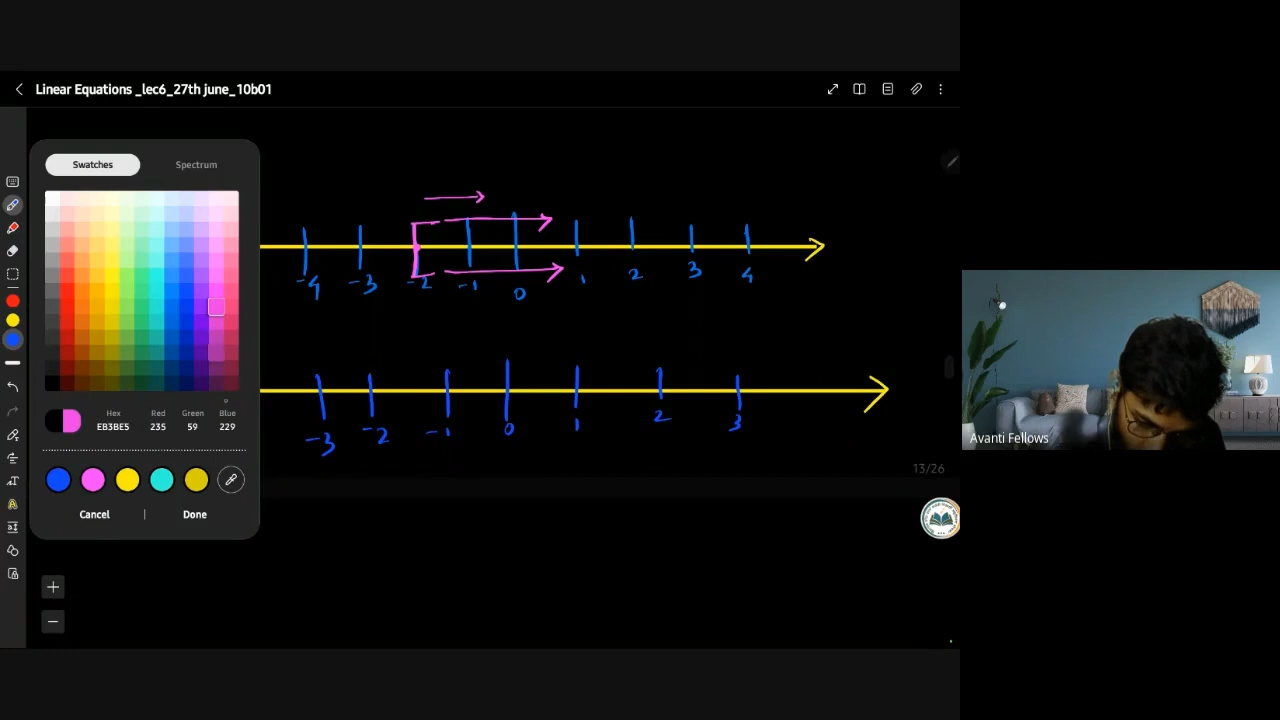 Linear Equations _lec6_27th june_10b01
Swatches
Spectrum
-4 -3 -2 -1 0 1 2 3 4
-3 -2 -1 0 1 2 3
Hex Red Green Blue
EB3BE5 235 59 229
Cancel | Done
13/26
Avanti Fellows